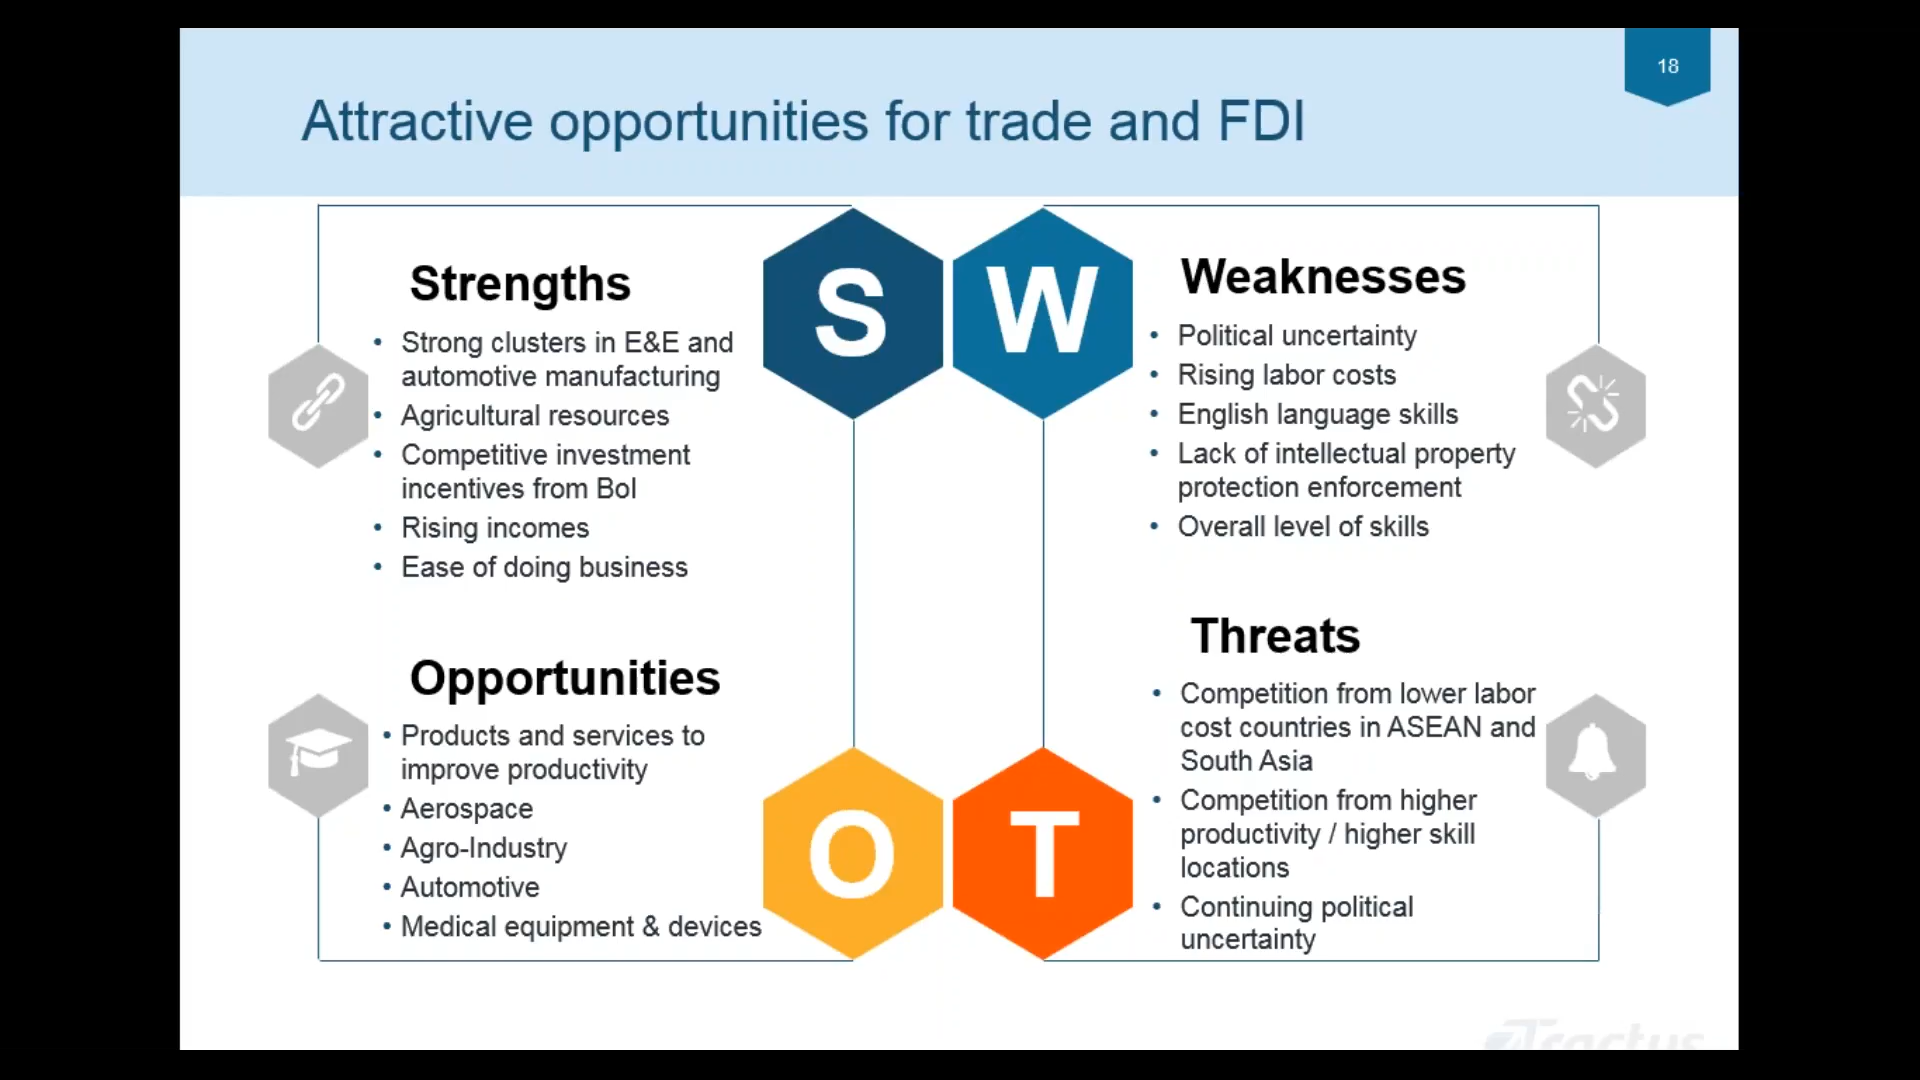 18
Attractive opportunities for trade and FDI
S
W
Strengths
• Strong clusters in E&E and
automotive manufacturing
• Agricultural resources
• Competitive investment
incentives from BoI
• Rising incomes
• Ease of doing business
Weaknesses
• Political uncertainty
• Rising labor costs
• English language skills
• Lack of intellectual property
protection enforcement
• Overall level of skills
Opportunities
• Products and services to
improve productivity
• Aerospace
• Agro-Industry
• Automotive
• Medical equipment & devices
O
T
Threats
• Competition from lower labor
cost countries in ASEAN and
South Asia
• Competition from higher
productivity / higher skill
locations
• Continuing political
uncertainty
Tractus